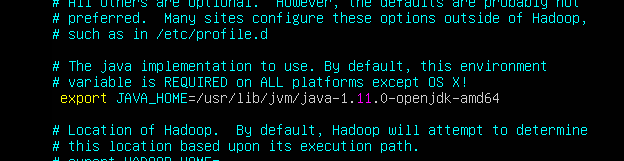 # All others are optional. However, the defaults are probably not
# preferred. Many sites configure these options outside of Hadoop,
# such as in /etc/profile.d
# The java implementation to use. By default, this environment
# variable is REQUIRED on ALL platforms except OS X!
export JAVA_HOME=/usr/lib/jvm/java-1.11.0-openjdk-amd64
# Location of Hadoop. By default, Hadoop will attempt to determine
# this location based upon its execution path.
# export HADOOP_HOME=